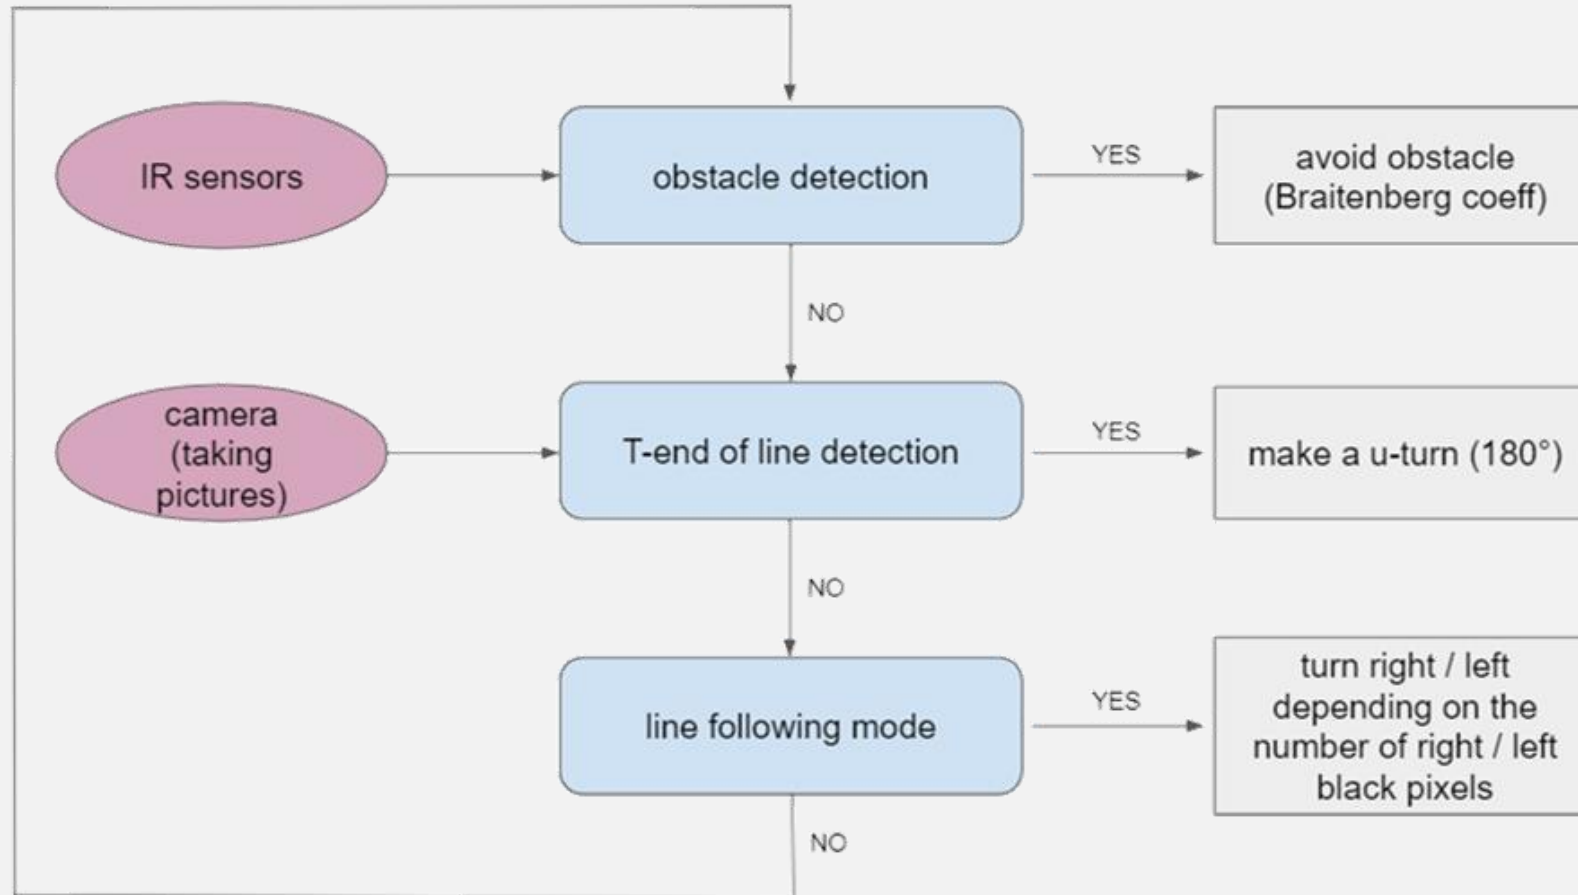 IR sensors
obstacle detection
YES
avoid obstacle
(Braitenberg coeff)
NO
camera
(taking
pictures)
T-end of line detection
YES
make a u-turn (180°)
NO
line following mode
YES
turn right / left
depending on the
number of right / left
black pixels
NO